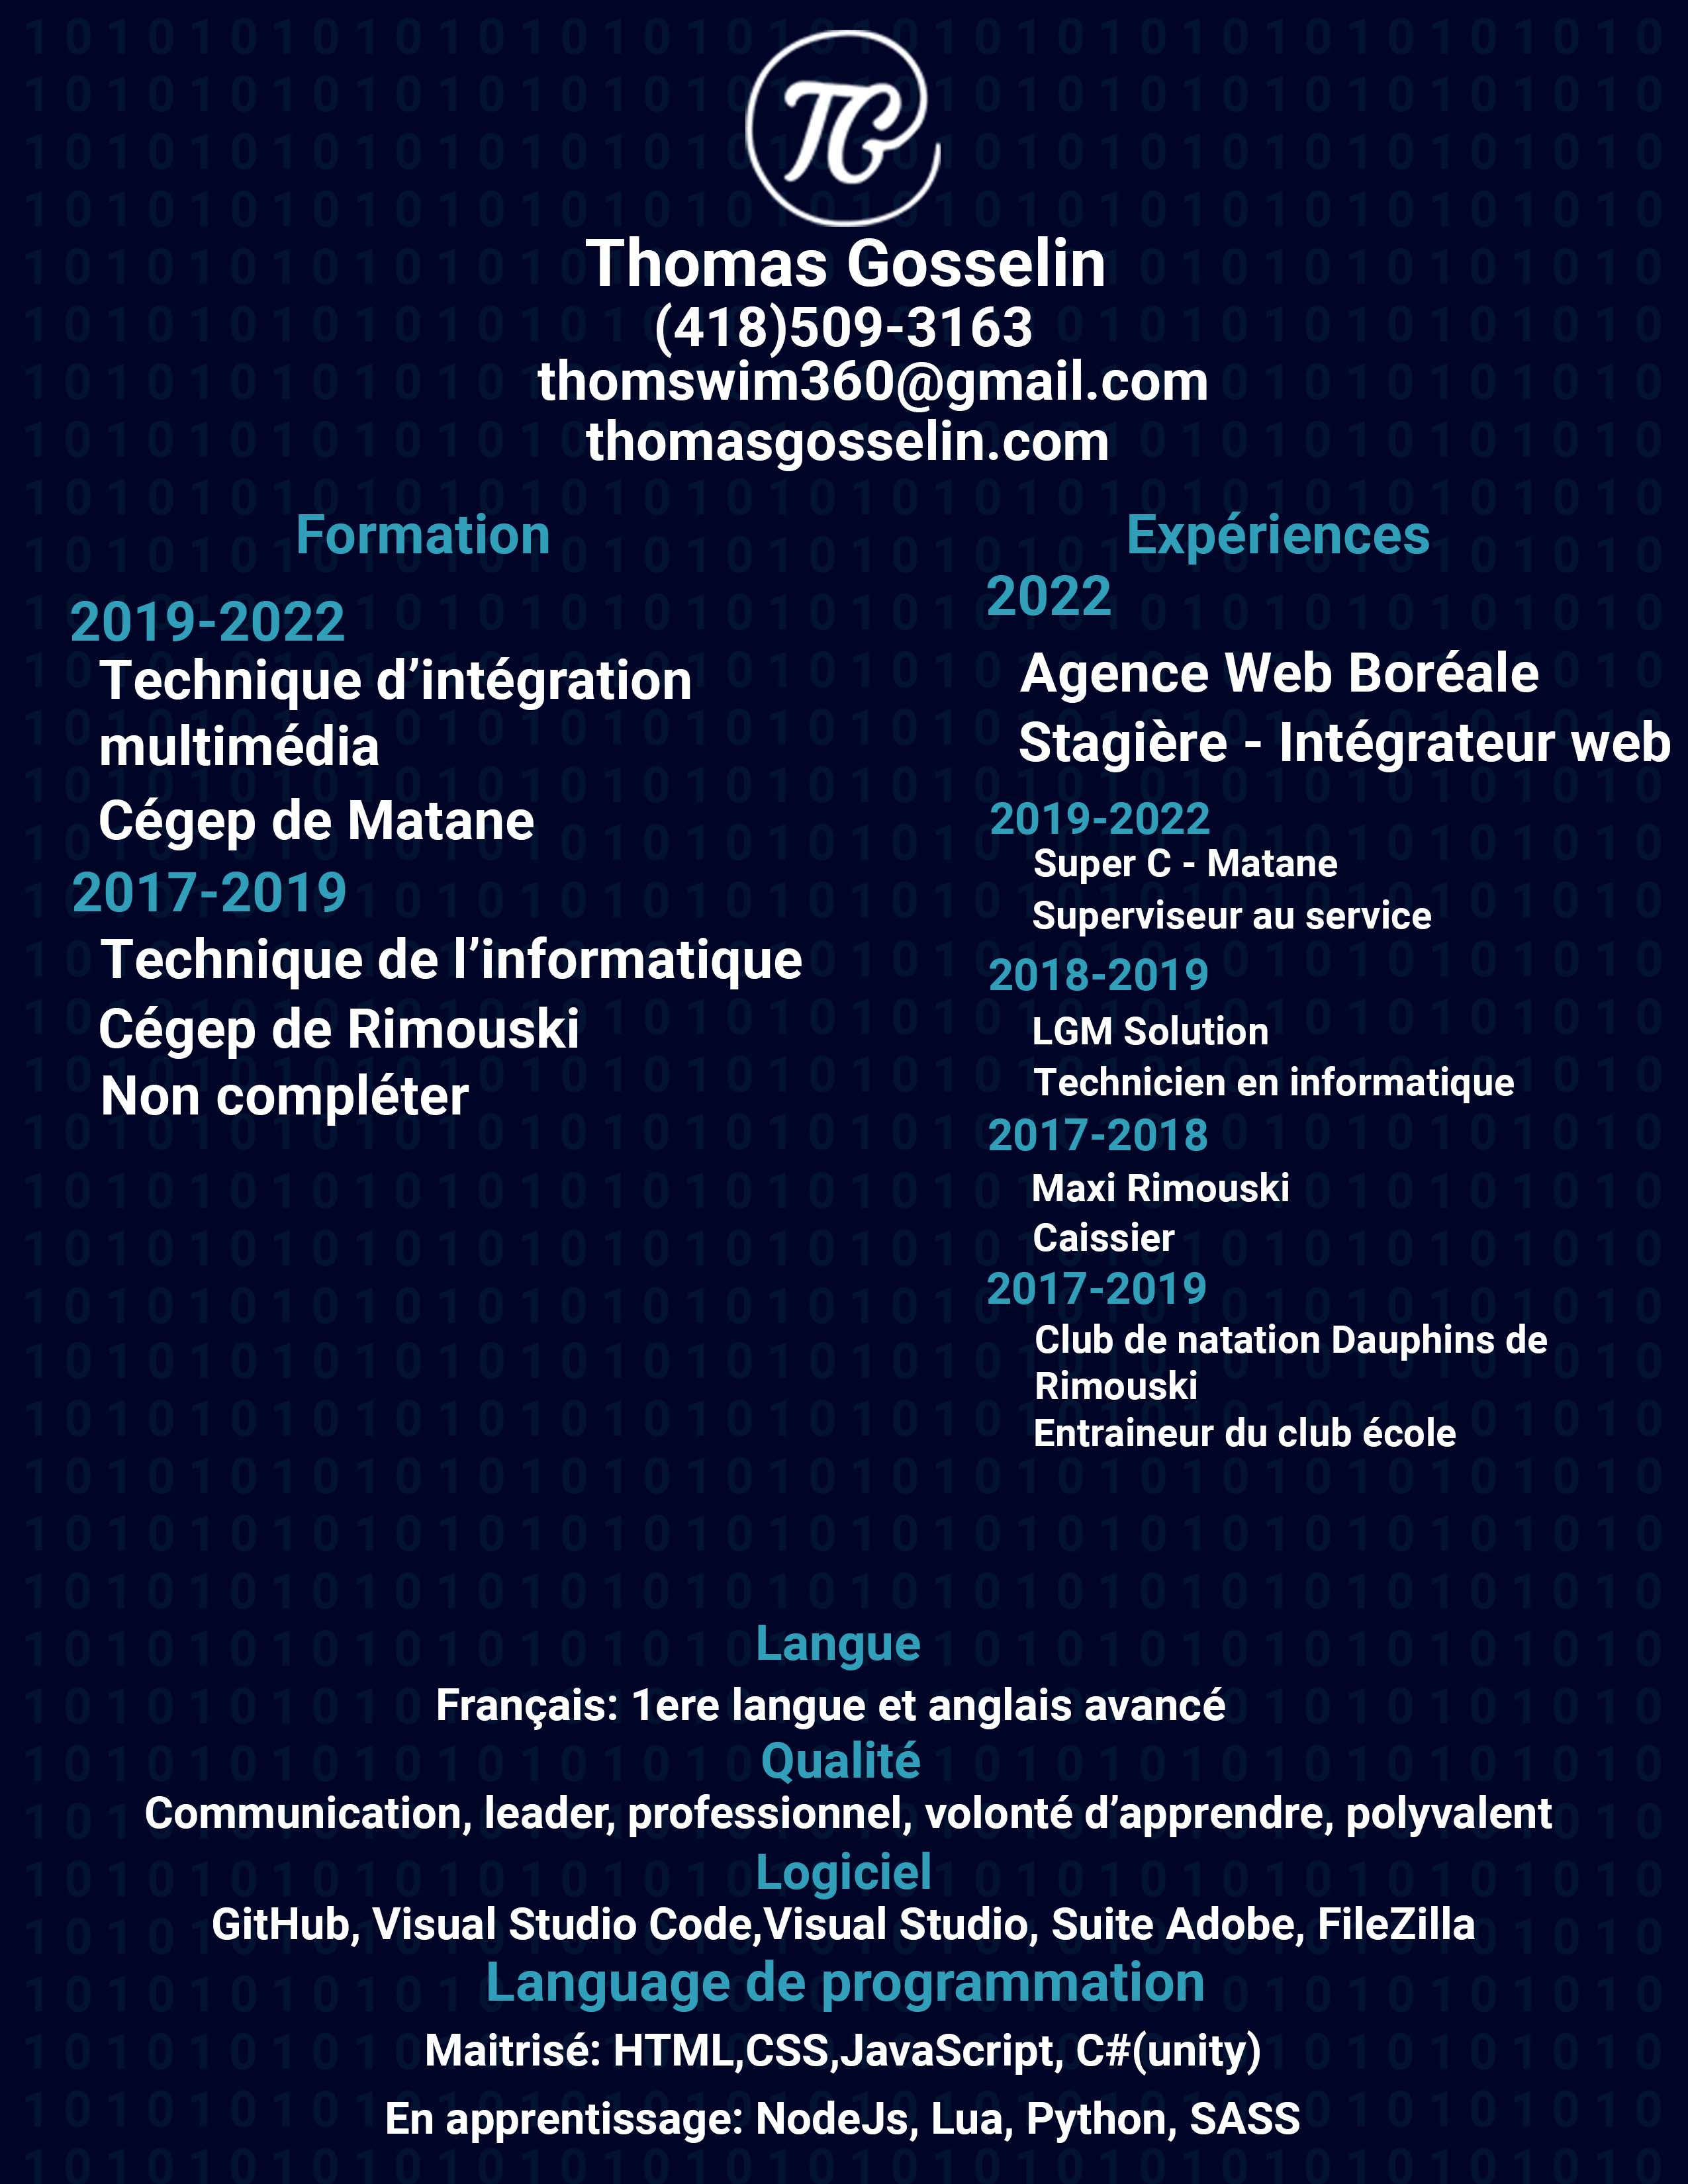 TG
Thomas Gosselin
(418)509-3163
thomswim360@gmail.com
thomasgosselin.com
Formation
2019-2022
Technique d’intégration
multimédia
Cégep de Matane
2017-2019
Technique de l’informatique
Cégep de Rimouski
Non compléter
Expériences
2022
Agence Web Boréale
Stagière - Intégrateur web
2019-2022
Super C - Matane
Superviseur au service
2018-2019
LGM Solution
Technicien en informatique
2017-2018
Maxi Rimouski
Caissier
2017-2019
Club de natation Dauphins de
Rimouski
Entraineur du club école
Langue
Français: 1ere langue et anglais avancé
Qualité
Communication, leader, professionnel, volonté d’apprendre, polyvalent
Logiciel
GitHub, Visual Studio Code,Visual Studio, Suite Adobe, FileZilla
Language de programmation
Maitrisé: HTML,CSS,JavaScript, C#(unity)
En apprentissage: NodeJs, Lua, Python, SASS